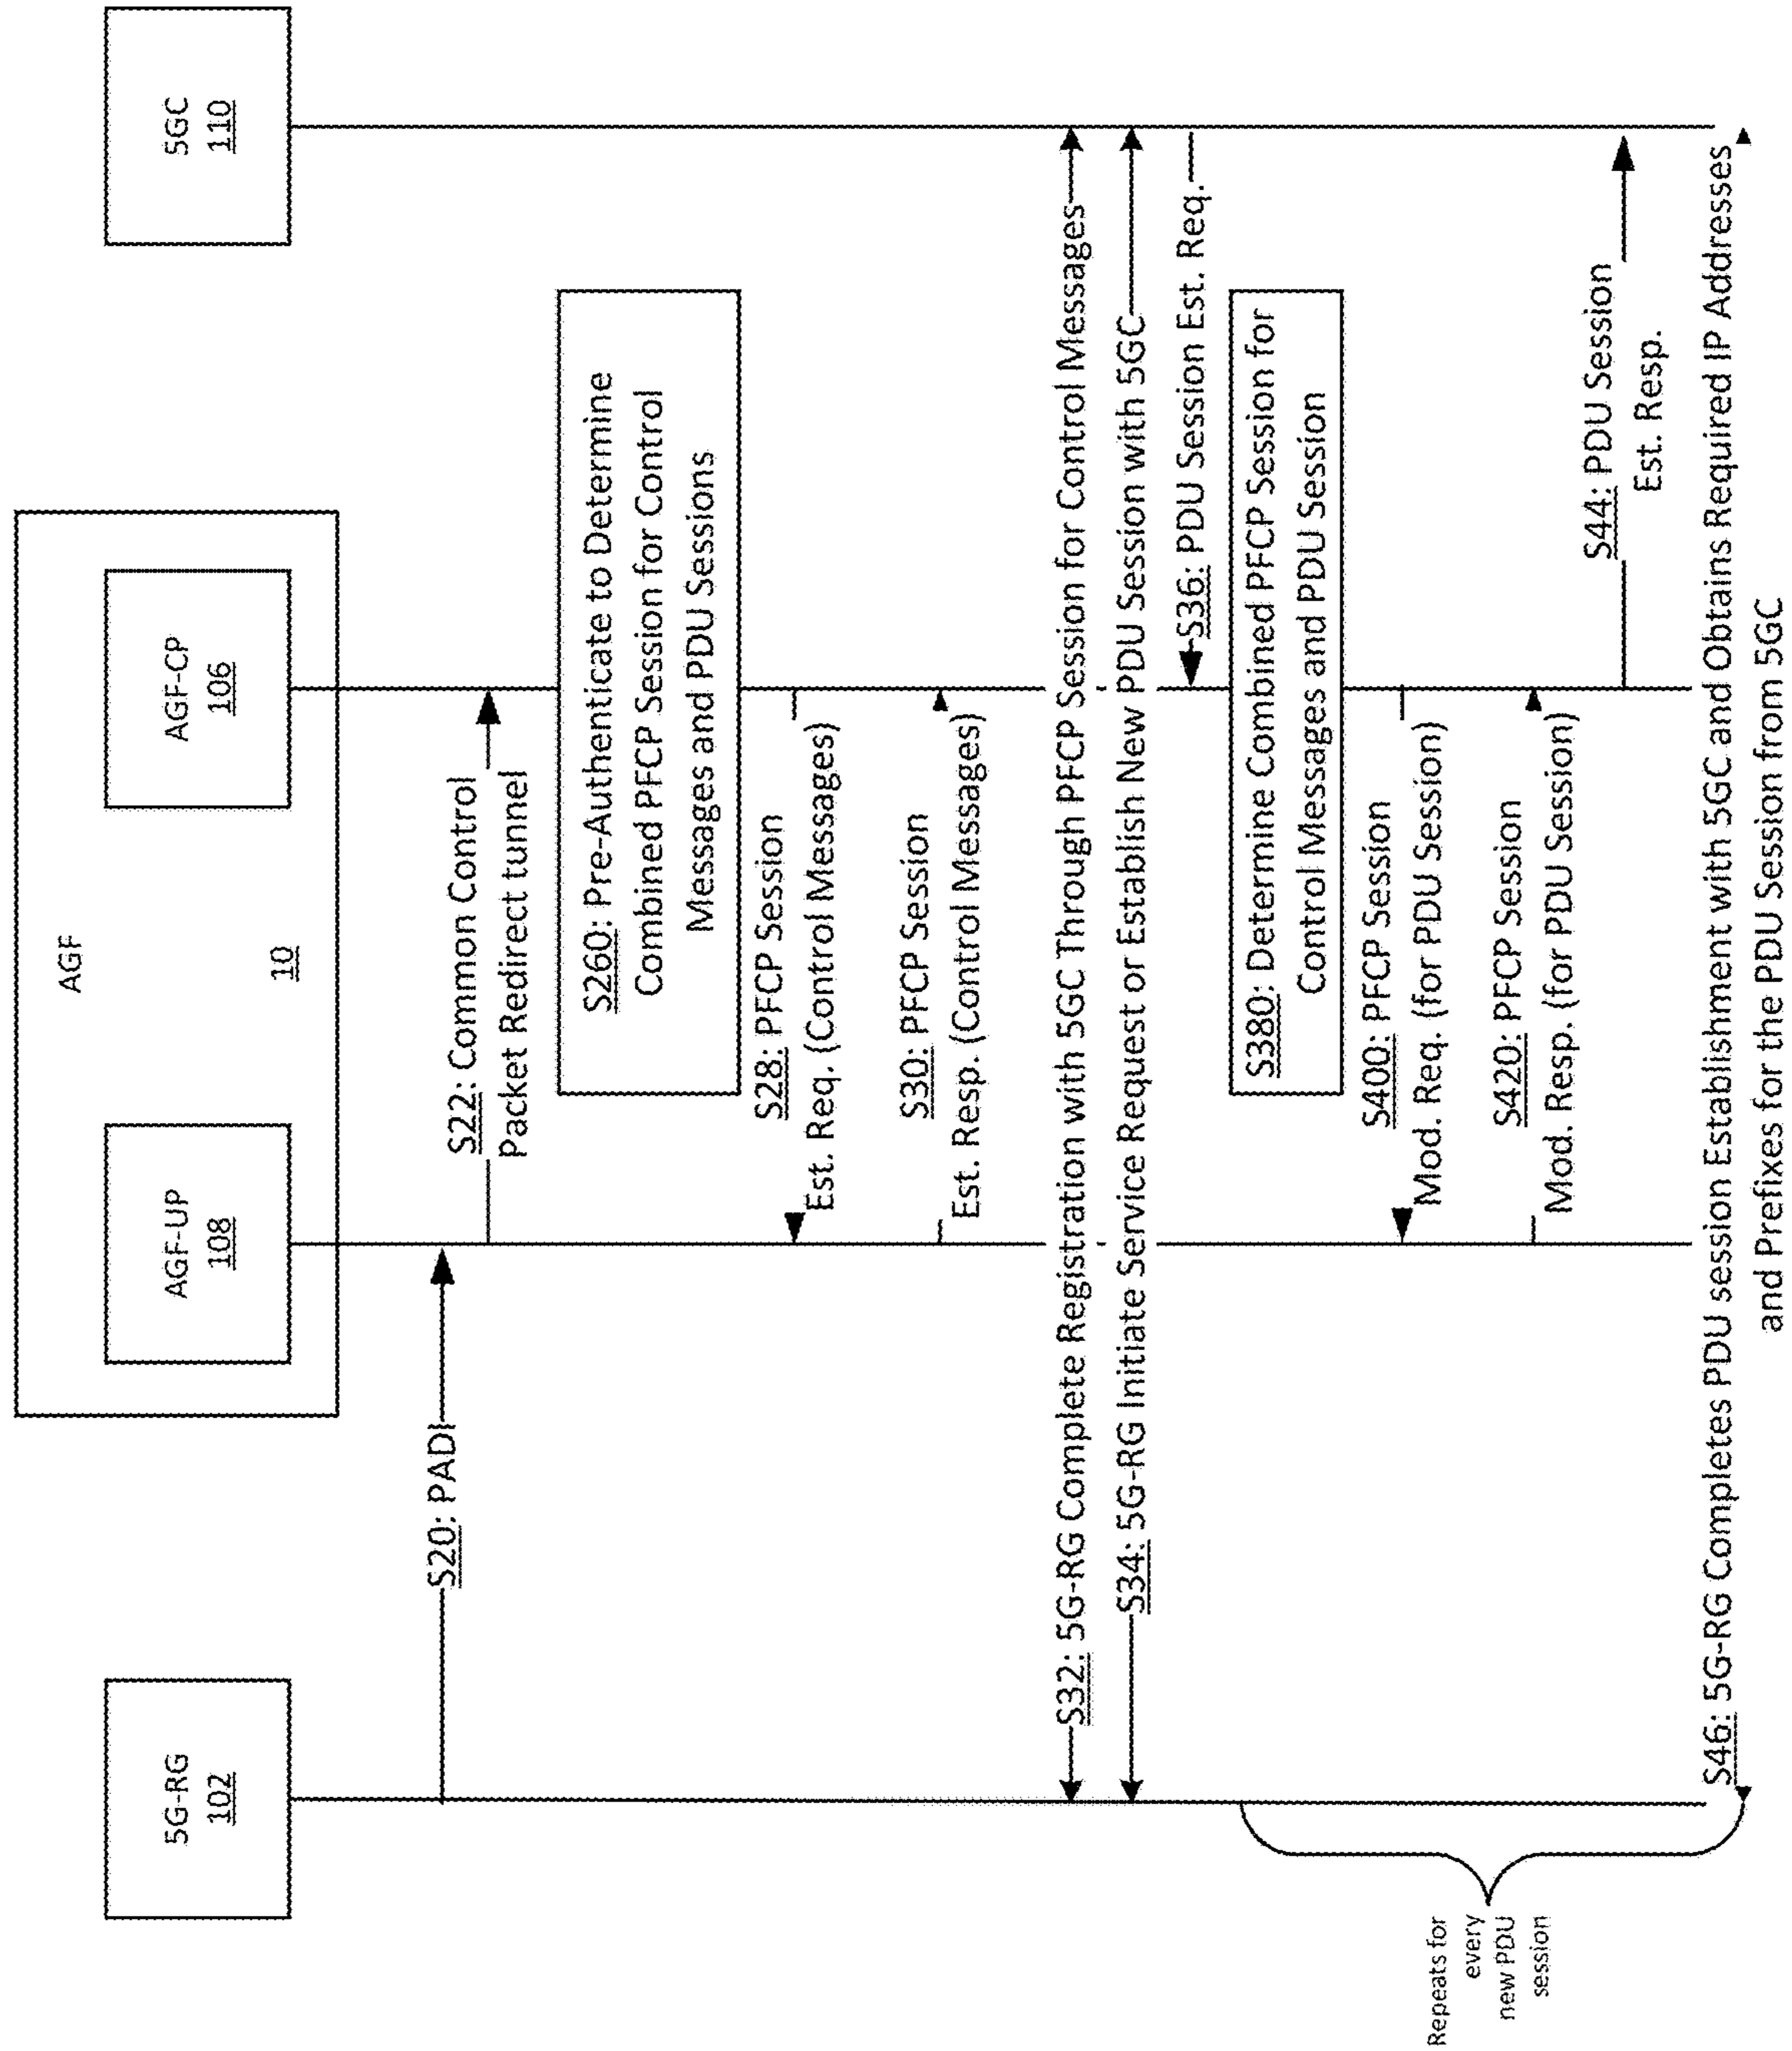 5G-RG
102
AGF
AGF-UP
108
10
AGF-CP
106
5GC
110
S20: PADI
S22: Common Control
Packet Redirect tunnel
S260: Pre-Authenticate to Determine
Combined PFCP Session for Control
Messages and PDU Sessions
S28: PFCP Session
Est. Req. (Control Messages)
S30: PFCP Session
Est. Resp. (Control Messages)
S32: 5G-RG Complete Registration with 5GC Through PFCP Session for Control Messages
S34: 5G-RG Initiate Service Request or Establish New PDU Session with 5GC
S36: PDU Session Est. Req.
S380: Determine Combined PFCP Session for
Control Messages and PDU Session
S400: PFCP Session
Mod. Req. (for PDU Session)
S420: PFCP Session
Mod. Resp. (for PDU Session)
S44: PDU Session
Est. Resp.
Repeats for
every
new PDU
session
S46: 5G-RG Completes PDU session Establishment with 5GC and Obtains Required IP Addresses
and Prefixes for the PDU Session from 5GC